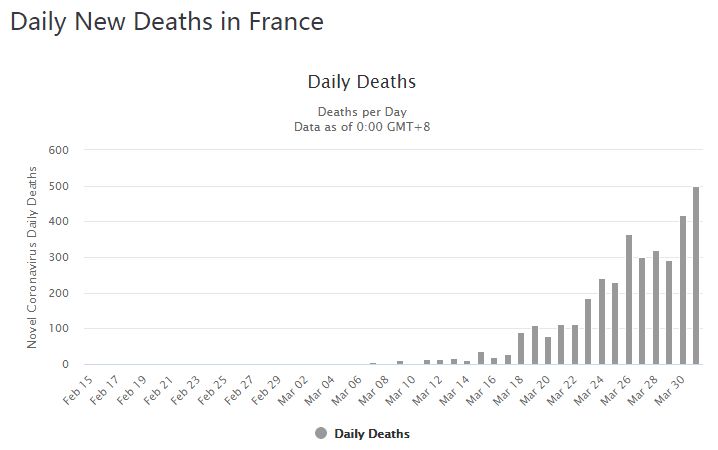 Daily New Deaths in France
Daily Deaths
Deaths per Day
Data as of 0:00 GMT+8
Novel Coronavirus Daily Deaths
600
500
400
300
200
100
0
Feb 15
Feb 17
Feb 19
Feb 21
Feb 23
Feb 25
Feb 27
Feb 29
Mar 02
Mar 04
Mar 06
Mar 08
Mar 10
Mar 12
Mar 14
Mar 16
Mar 18
Mar 20
Mar 22
Mar 24
Mar 26
Mar 28
Mar 30
Daily Deaths